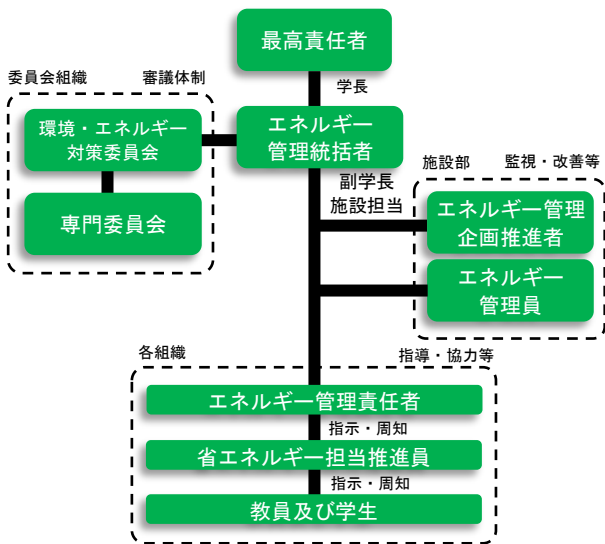 最高責任者
学長
委員会組織 審議体制
環境・エネルギー
対策委員会
専門委員会
エネルギー
管理統括者
副学長
施設担当
施設部 監視・改善等
エネルギー管理
企画推進者
エネルギー
管理員
各組織 指導・協力等
エネルギー管理責任者
指示・周知
省エネルギー担当推進員
指示・周知
教員及び学生